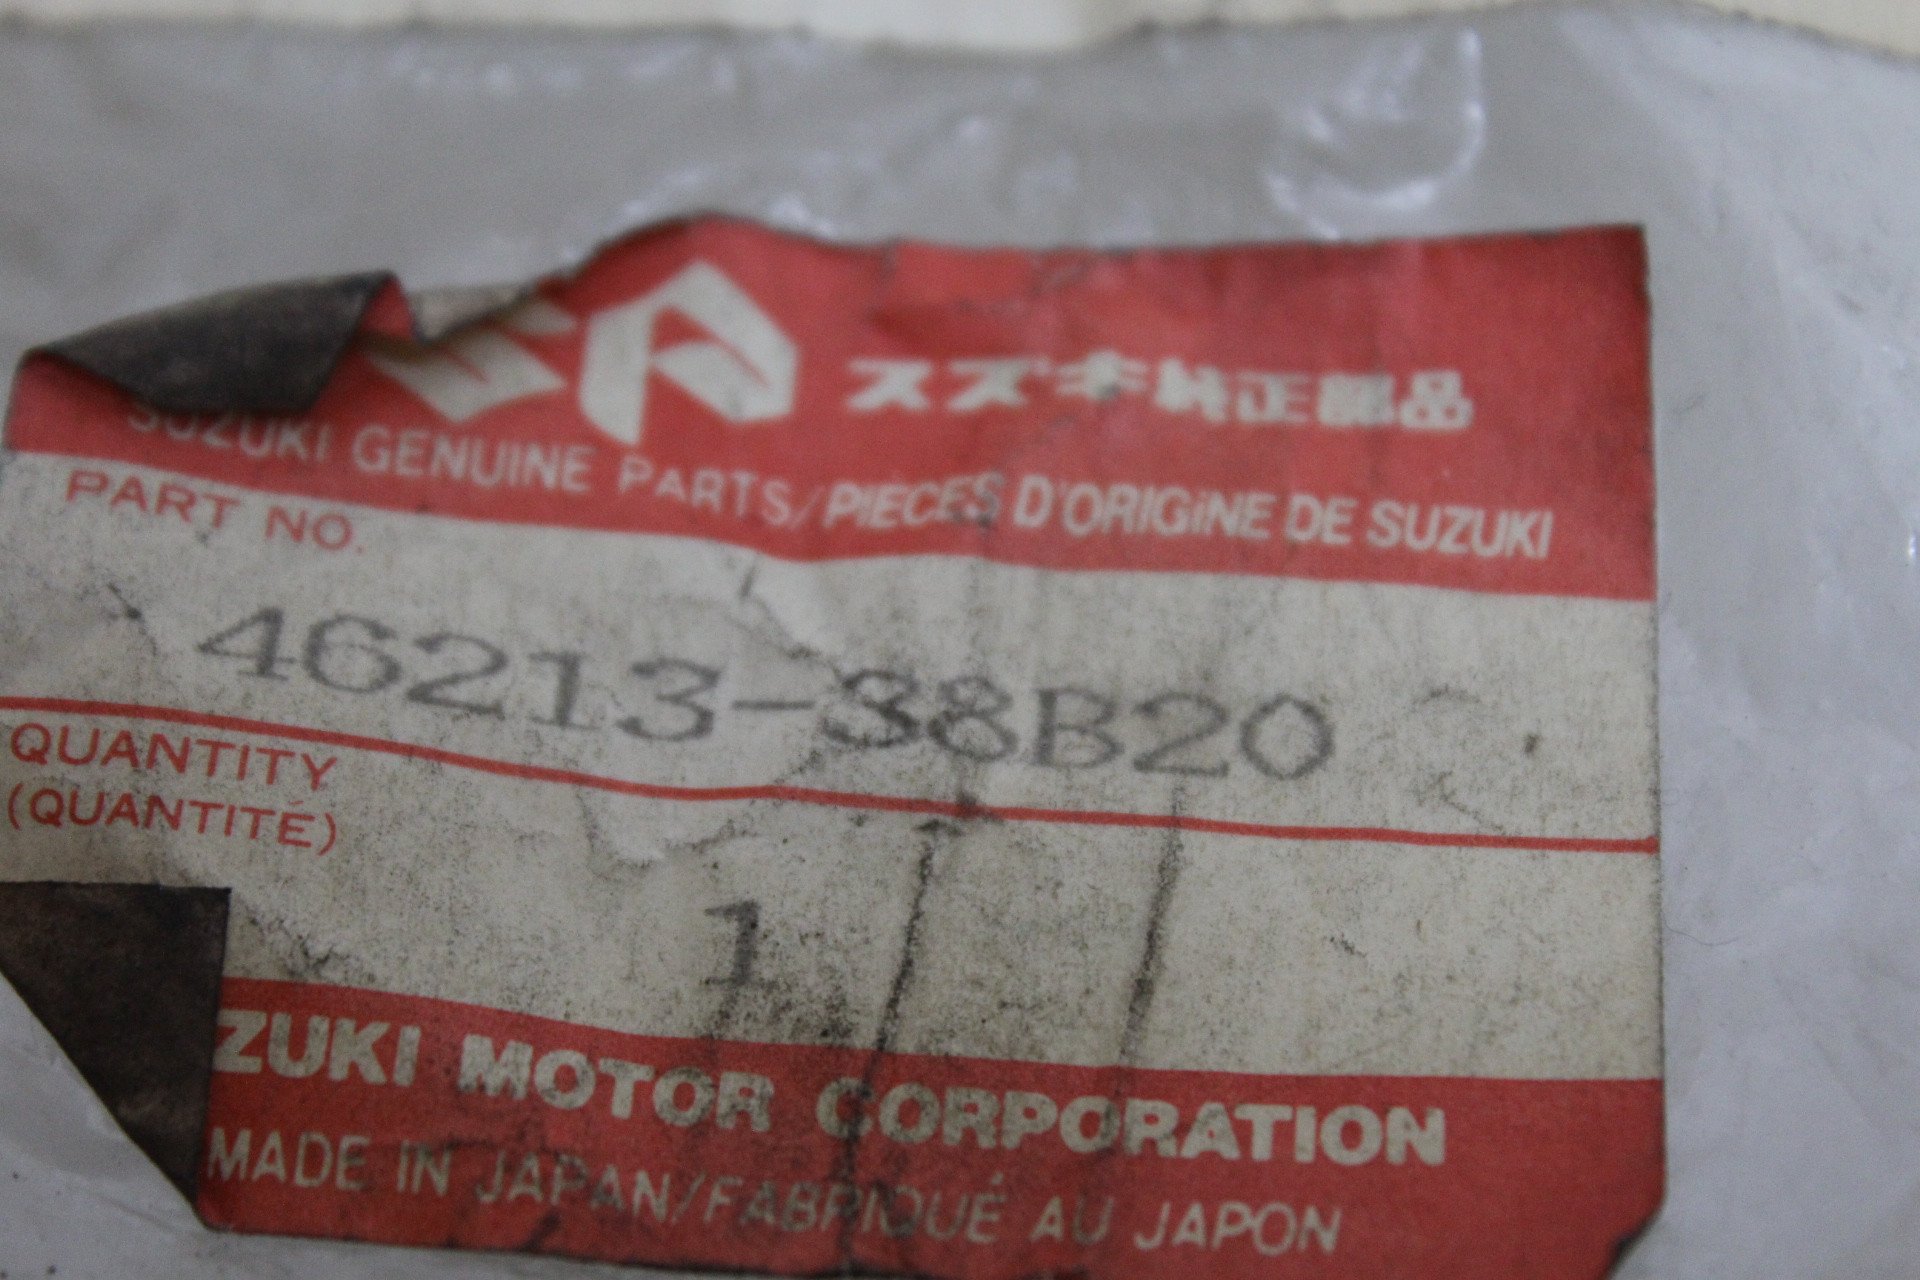 スズキ純正部品
SUZUKI GENUINE PARTS/PIÈCES D'ORIGINE DE SUZUKI
PART NO.
46213-38B20
QUANTITY
(QUANTITÉ)
1
ZUKI MOTOR CORPORATION
MADE IN JAPAN/FABRIQUÉ AU JAPON